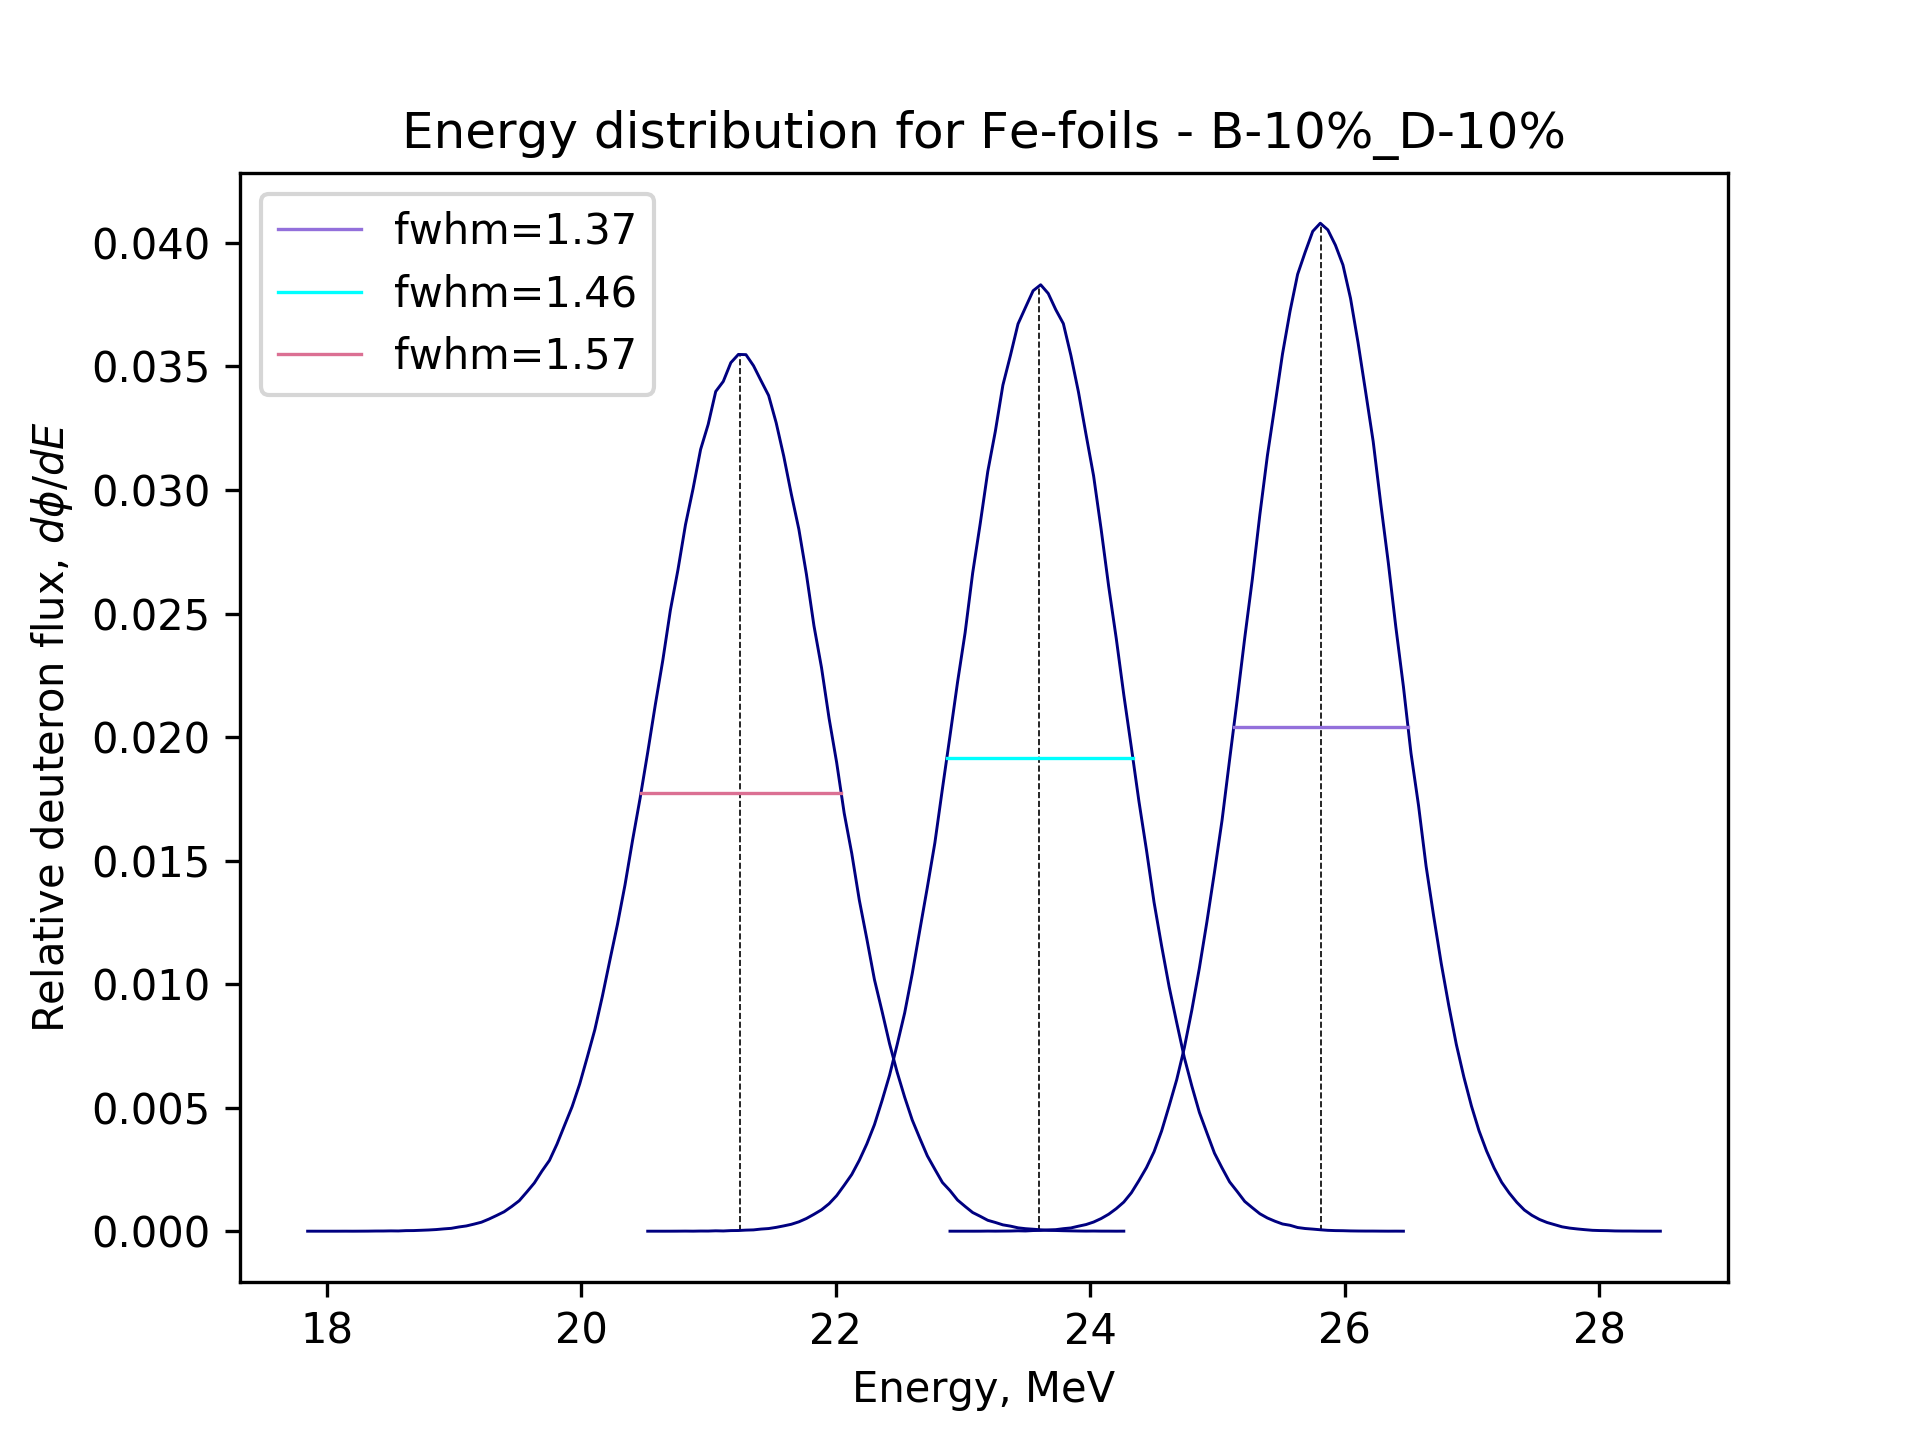 Energy distribution for Fe-foils - B-10%_D-10%
fwhm=1.37
fwhm=1.46
fwhm=1.57
Relative deuteron flux, dϕ/dE
0.040
0.035
0.030
0.025
0.020
0.015
0.010
0.005
0.000
18 20 22 24 26 28
Energy, MeV